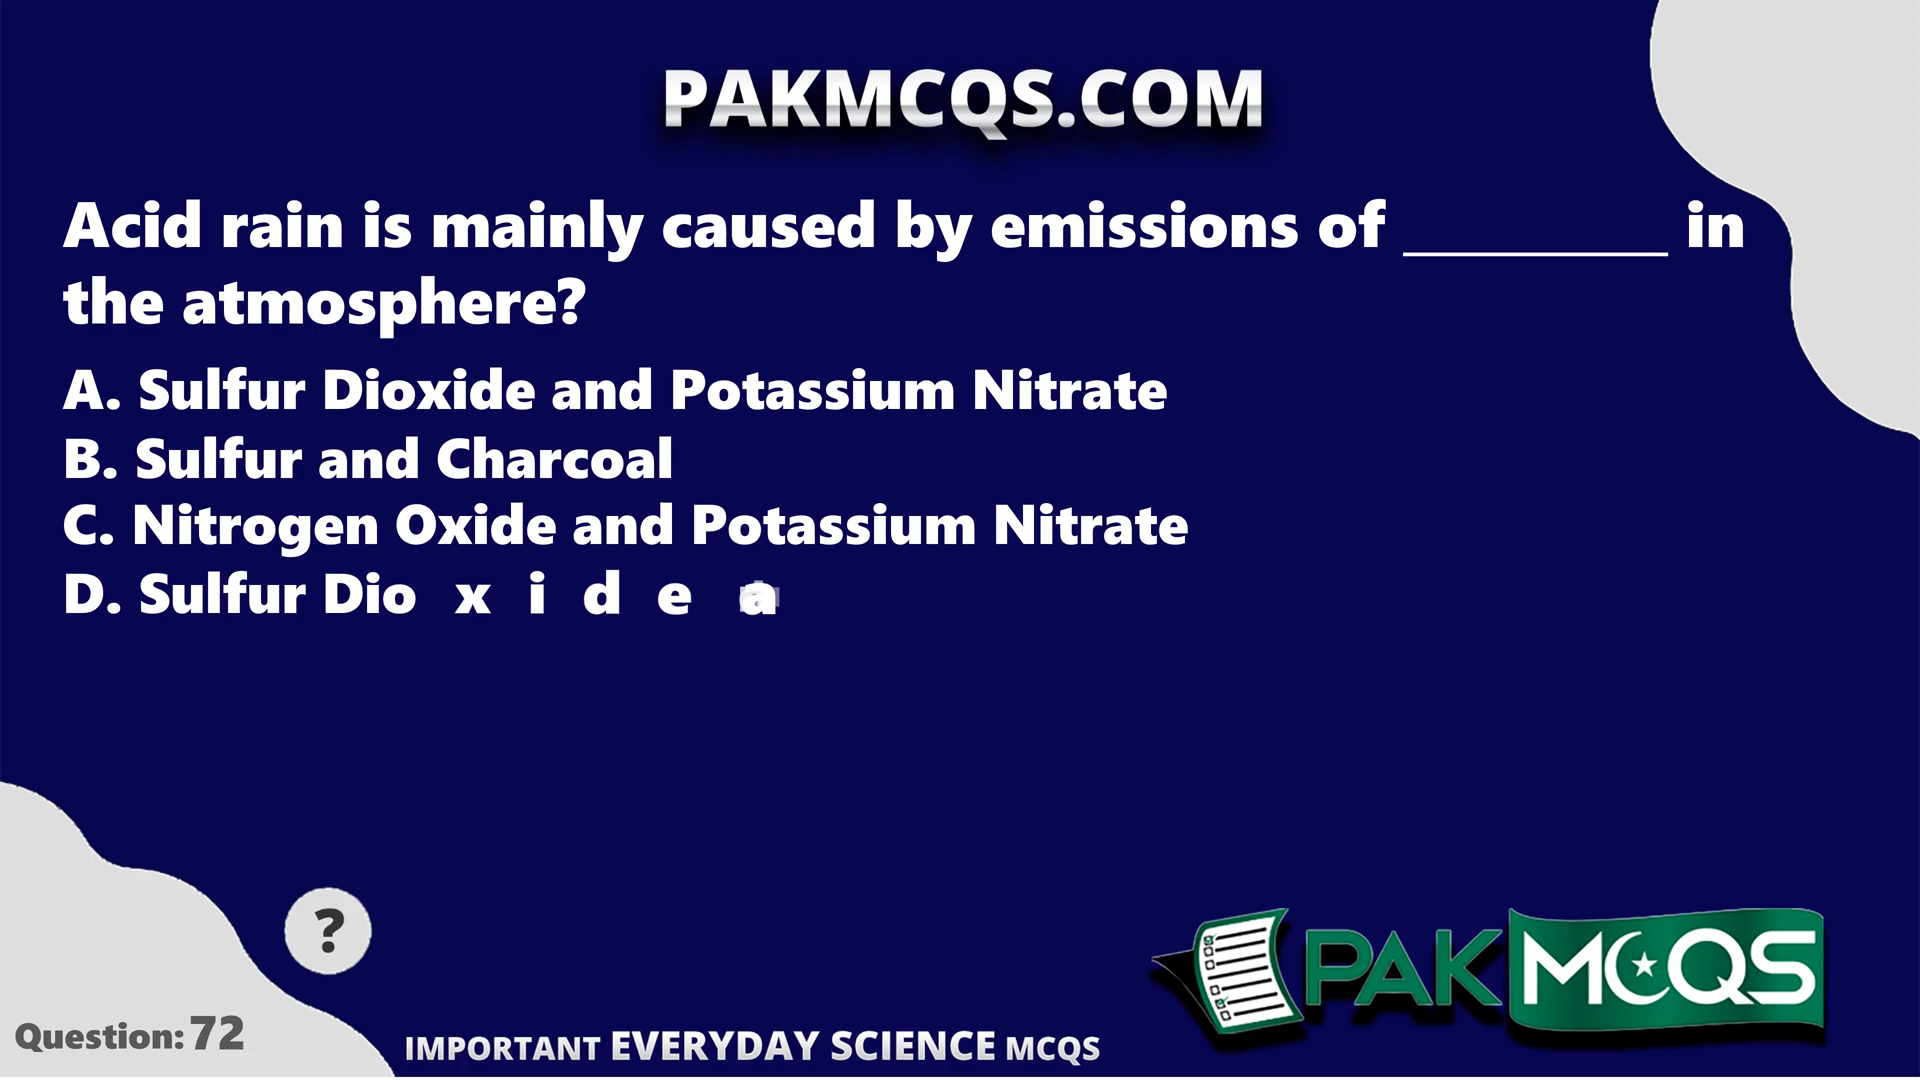 PAKMCQS.COM
Acid rain is mainly caused by emissions of __________ in
the atmosphere?
A. Sulfur Dioxide and Potassium Nitrate
B. Sulfur and Charcoal
C. Nitrogen Oxide and Potassium Nitrate
D. Sulfur Dio x i d e a
?
PAKMCQS
Question: 72
IMPORTANT EVERYDAY SCIENCE MCQS